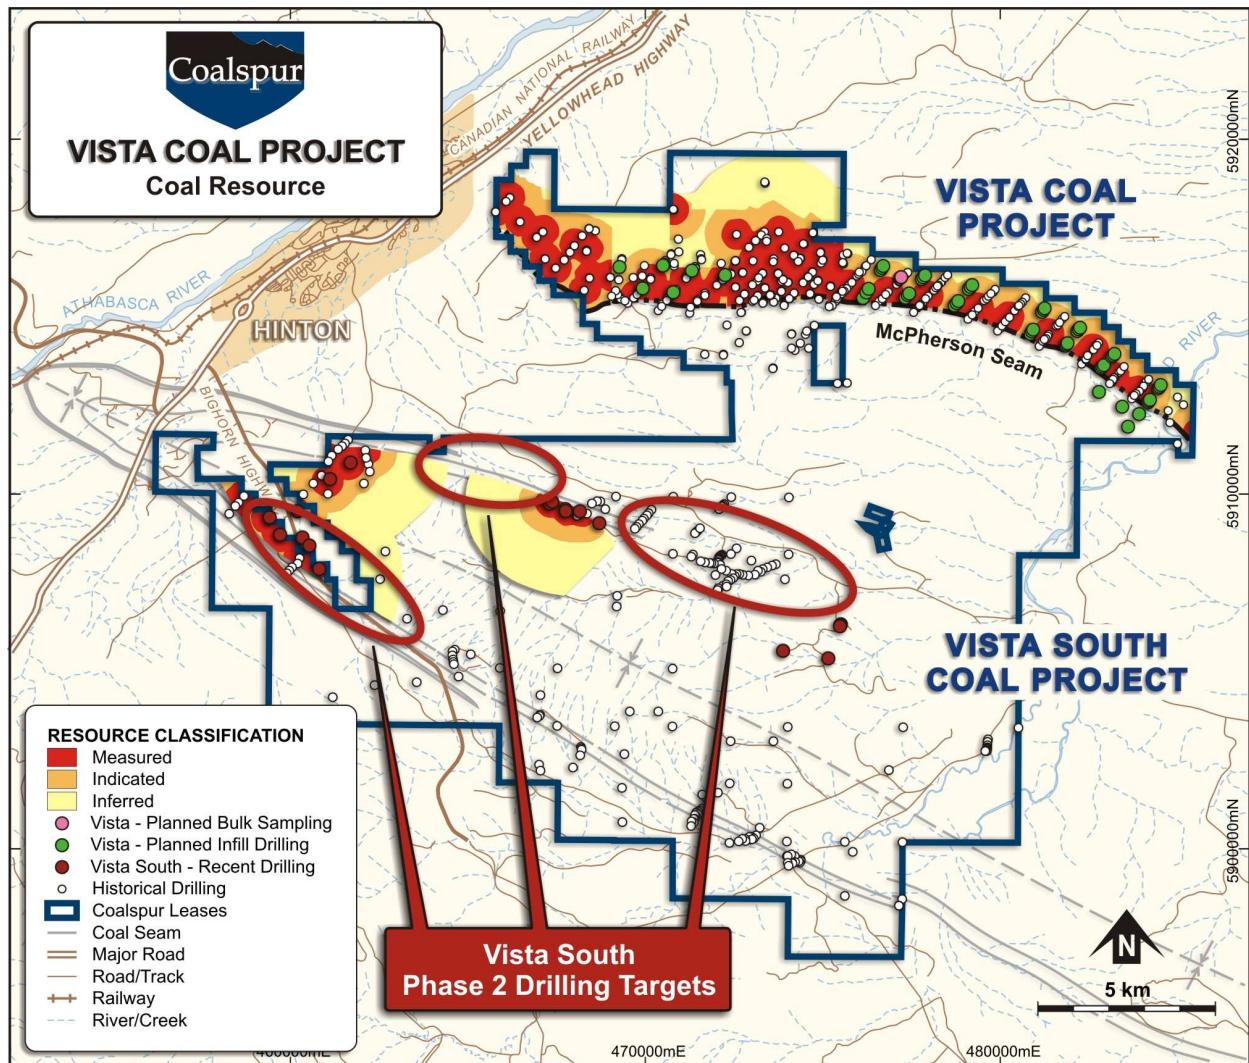 Coalspur
VISTA COAL PROJECT
Coal Resource
CANADIAN NATIONAL RAILWAY
YELLOWHEAD HIGHWAY
5920000mN
VISTA COAL
PROJECT
ATHABASCA RIVER
HINTON
McPherson Seam
RIVER
BIGHORN HIGHW
5910000mN
VISTA SOUTH
COAL PROJECT
RESOURCE CLASSIFICATION
Measured
Indicated
Inferred
Vista - Planned Bulk Sampling
Vista - Planned Infill Drilling
Vista South - Recent Drilling
Historical Drilling
Coalspur Leases
Coal Seam
Major Road
Road/Track
Railway
River/Creek
5900000mN
Vista South
Phase 2 Drilling Targets
N
5 km
470000mE
480000mE